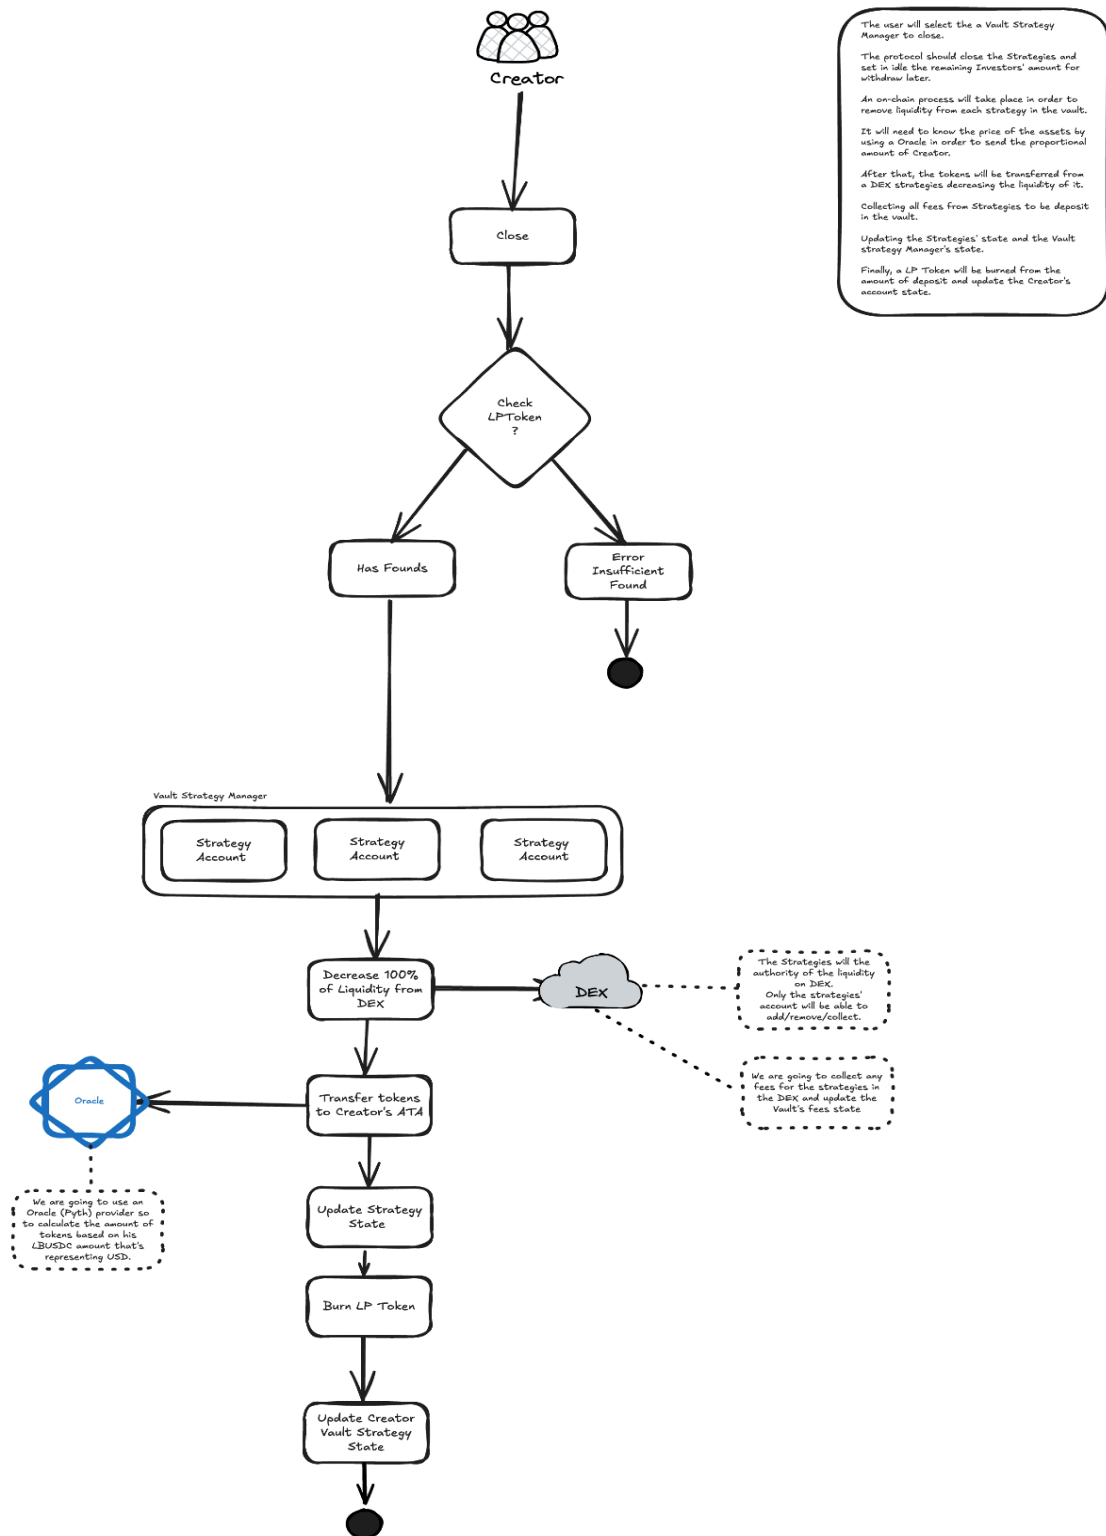 Creator
The user will select the a Vault Strategy
Manager to close.
The protocol should close the Strategies and
set in idle the remaining Investors' amount for
withdraw later.
An on-chain process will take place in order to
remove liquidity from each strategy in the vault.
It will need to know the price of the assets by
using a Oracle in order to send the proportional
amount of Creator.
After that, the tokens will be transferred from
a DEX strategies decreasing the liquidity of it.
Collecting all fees from Strategies to be deposit
in the vault.
Updating the Strategies' state and the Vault
strategy Manager's state.
Finally, a LP Token will be burned from the
amount of deposit and update the Creator's
account state.
Close
Check
LPToken
?
Has Founds
Error
Insufficient
Found
Vault Strategy Manager
Strategy
Account
Strategy
Account
Strategy
Account
Decrease 100%
of Liquidity from
DEX
DEX
The Strategies will the
authority of the liquidity
on DEX.
Only the strategies'
account will be able to
add/remove/collect.
We are going to collect any
fees for the strategies in
the DEX and update the
Vault's fees state
Oracle
Transfer tokens
to Creator's ATA
We are going to use an
Oracle (Pyth) provider so
to calculate the amount of
tokens based on his
LBUSDC amount that's
representing USD.
Update Strategy
State
Burn LP Token
Update Creator
Vault Strategy
State